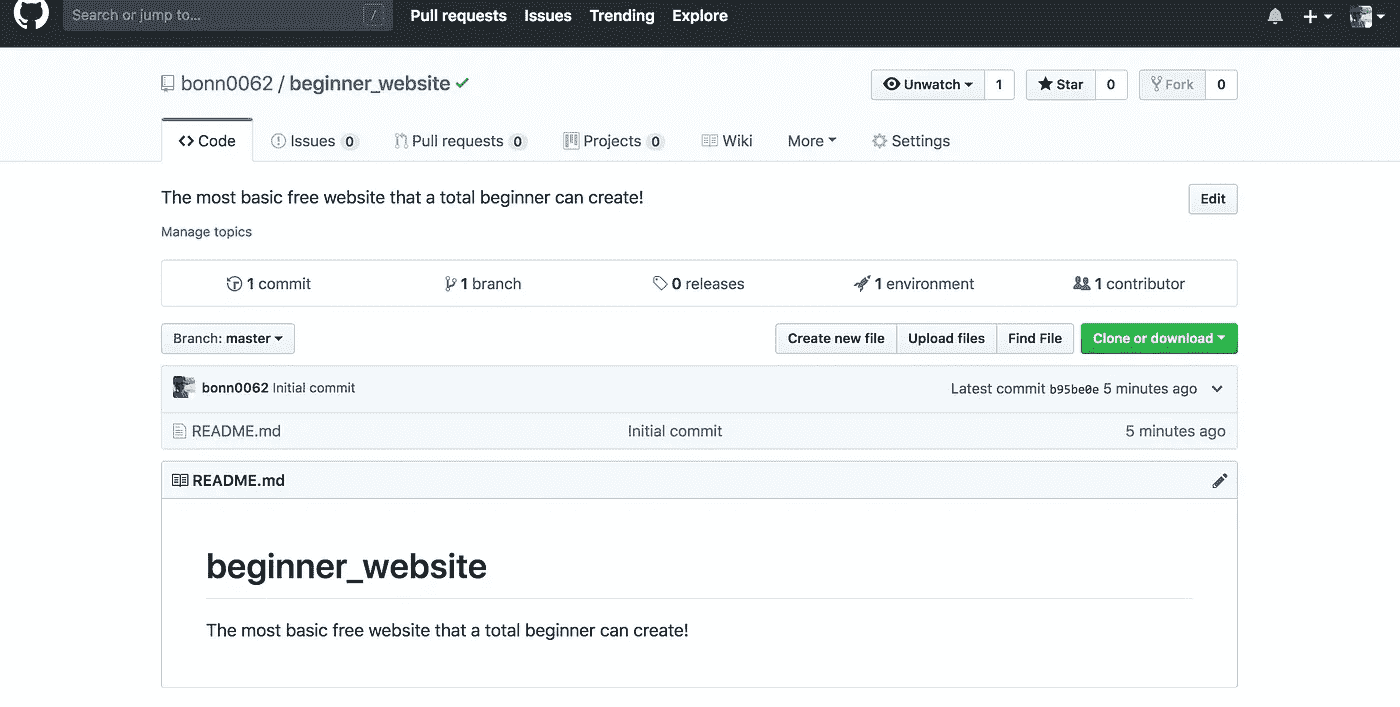 Search or jump to... / Pull requests Issues Trending Explore
bonn0062 / beginner_website Unwatch 1 Star 0 Fork 0
Code Issues 0 Pull requests 0 Projects 0 Wiki More Settings
The most basic free website that a total beginner can create! Edit
Manage topics
1 commit 1 branch 0 releases 1 environment 1 contributor
Branch: master Create new file Upload files Find File Clone or download
bonn0062 Initial commit Latest commit b95be0e 5 minutes ago
README.md Initial commit 5 minutes ago
README.md
beginner_website
The most basic free website that a total beginner can create!